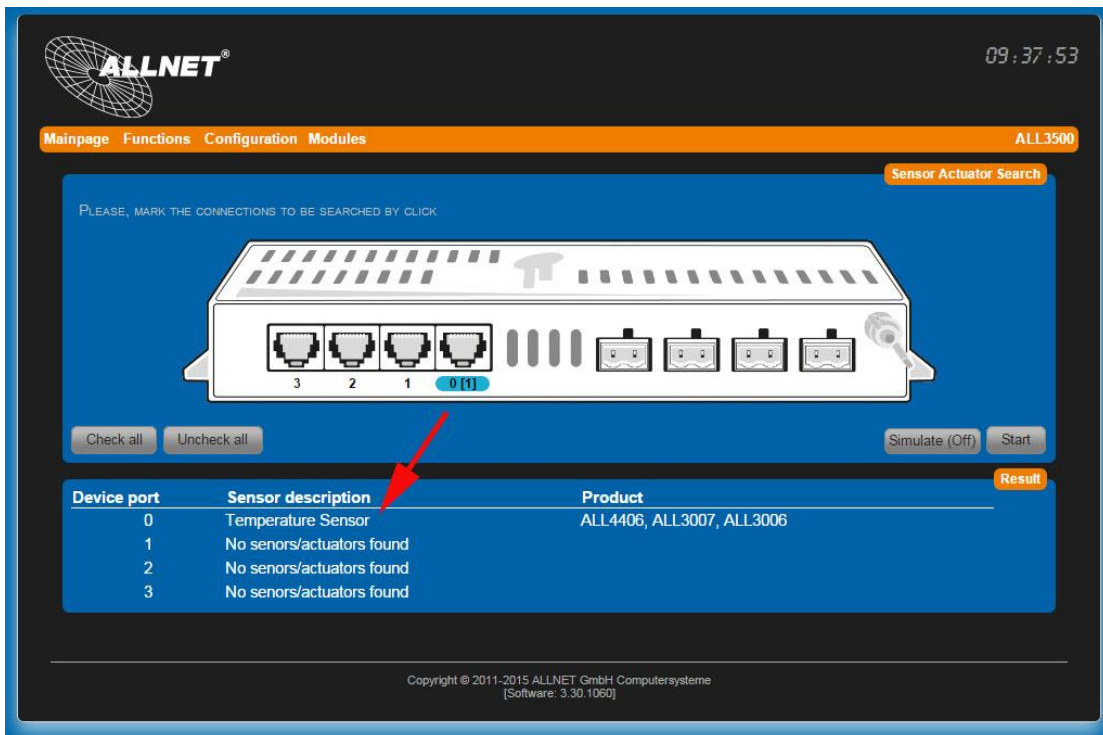 ALLNET®
09:37:53
Mainpage Functions Configuration Modules ALL3500
Sensor Actuator Search
PLEASE, MARK THE CONNECTIONS TO BE SEARCHED BY CLICK
3 2 1 0 [1]
Check all Uncheck all Simulate (Off) Start
Result
Device port Sensor description Product
0 Temperature Sensor ALL4406, ALL3007, ALL3006
1 No senors/actuators found
2 No senors/actuators found
3 No senors/actuators found
Copyright © 2011-2015 ALLNET GmbH Computersysteme
[Software: 3.30.1060]